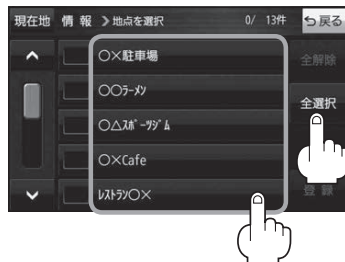 現在地 情 報 ＞地点を選択 0/ 13件 戻る
全解除
○×駐車場
○○ﾗｰﾒﾝ
全選択
○△ｽﾎﾟｰﾂｼﾞﾑ
○×Cafe
ﾚｽﾄﾗﾝ○×
登 録